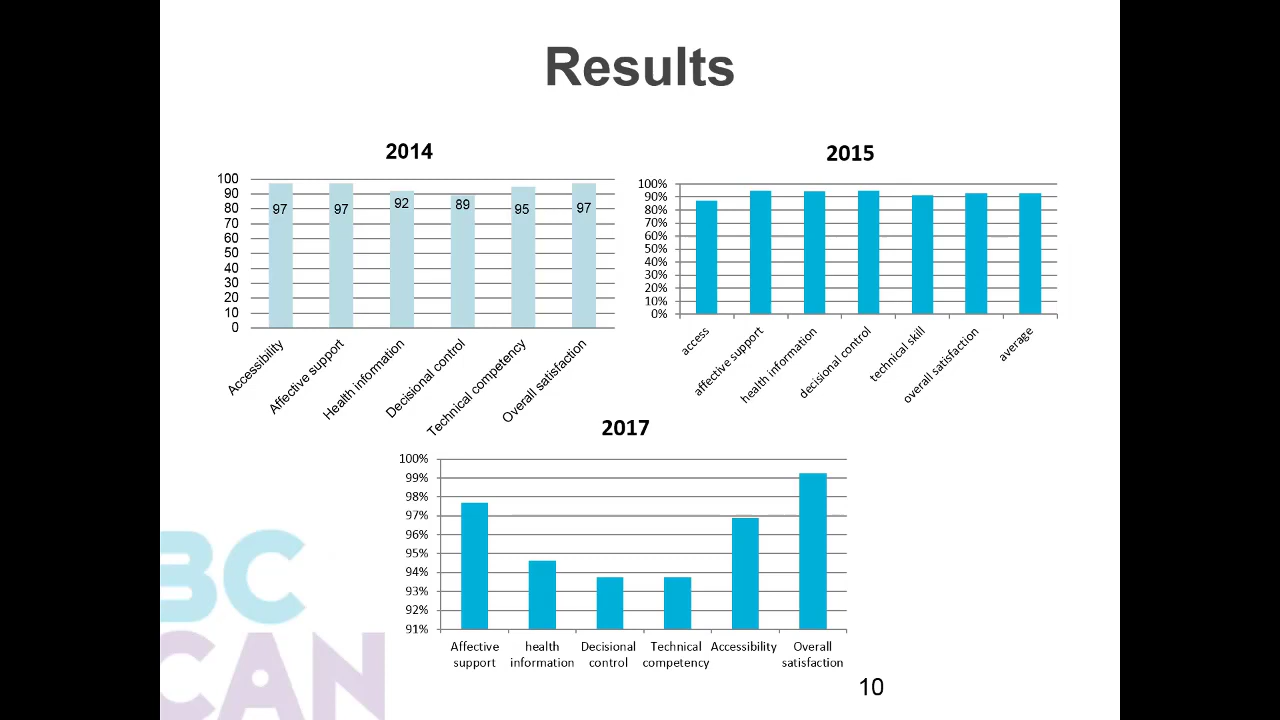 Results
2014
100
90
80
70
60
50
40
30
20
10
0
97
97
92
89
95
97
Accessibility
Affective support
Health information
Decisional control
Technical competency
Overall satisfaction
2015
100%
90%
80%
70%
60%
50%
40%
30%
20%
10%
0%
access
affective support
health information
decisional control
technical skill
overall satisfaction
average
2017
100%
99%
98%
97%
96%
95%
94%
93%
92%
91%
Affective support
health information
Decisional control
Technical competency
Accessibility
Overall satisfaction
BC
CAN
10